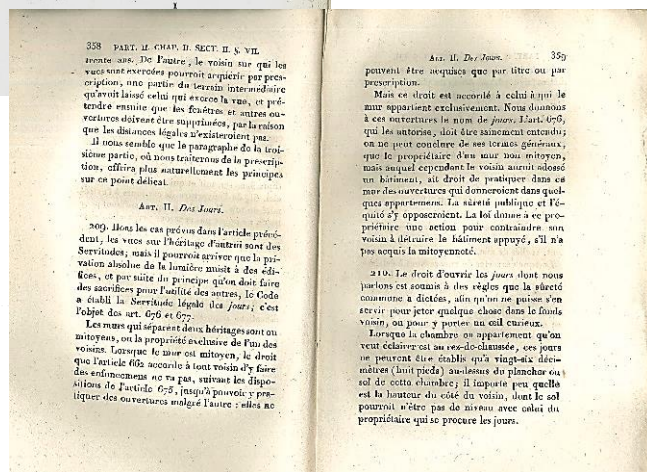 358 PART. II. CHAP. II. SECT. II. §. VII.
trente ans. De l'autre, le voisin sur qui les
vues sont exercées pourroit acquérir par pres-
cription, une partie du terrain intermédiaire
qu'avoit laissé celui qui exerce la vue, et pré-
tendre ensuite que les fenêtres et autres ou-
vertures doivent être supprimées, par la raison
que les distances légales n'existeroient pas.
Il nous semble que le paragraphe de la troi-
sième partie, où nous traiterons de la prescrip-
tion, offrira plus naturellement les principes
sur ce point délicat.
ART. II. Des Jours.
209. Hors les cas prévus dans l'article précé-
dent, les vues sur l'héritage d'autrui sont des
Servitudes; mais il pourroit arriver que la pri-
vation absolue de la lumière nuisît à des édi-
fices, et par suite du principe qu'on doit faire
des sacrifices pour l'utilité des autres, le Code
a établi la Servitude légale des jours; c'est
l'objet des art. 676 et 677.
Les murs qui séparent deux héritages sont ou
mitoyens, ou la propriété exclusive de l'un des
voisins. Lorsque le mur est mitoyen, le droit
que l'article 662 accorde à tout voisin d'y faire
des enfoncemens ne va pas, suivant les dispo-
sitions de l'article 675, jusqu'à pouvoir y pra-
tiquer des ouvertures malgré l'autre : elles ne
ART. II. Des Jours. 359
peuvent être acquises que par titre ou par
prescription.
Mais ce droit est accordé à celui à qui le
mur appartient exclusivement. Nous donnons
à ces ouvertures le nom de jours. L'art. 676,
qui les autorise, doit être sainement entendu;
on ne peut conclure de ses termes généraux,
que le propriétaire d'un mur non mitoyen,
mais auquel cependant le voisin auroit adossé
un bâtiment, ait droit de pratiquer dans ce
mur des ouvertures qui donneroient dans quel-
ques appartemens. La sûreté publique et l'é-
quité s'y opposeroient. La loi donne à ce pro-
priétaire une action pour contraindre son
voisin à détruire le bâtiment appuyé, s'il n'a
pas acquis la mitoyenneté.
210. Le droit d'ouvrir les jours dont nous
parlons est soumis à des règles que la sûreté
commune a dictées, afin qu'on ne puisse s'en
servir pour jeter quelque chose dans le fonds
voisin, ou pour y porter un œil curieux.
Lorsque la chambre ou appartement qu'on
veut éclairer est au rez-de-chaussée, ces jours
ne peuvent être établis qu'à vingt-six déci-
mètres (huit pieds) au-dessus du plancher ou
sol de cette chambre; il importe peu quelle
est la hauteur du côté du voisin, dont le sol
pourroit n'être pas de niveau avec celui du
propriétaire qui se procure les jours.